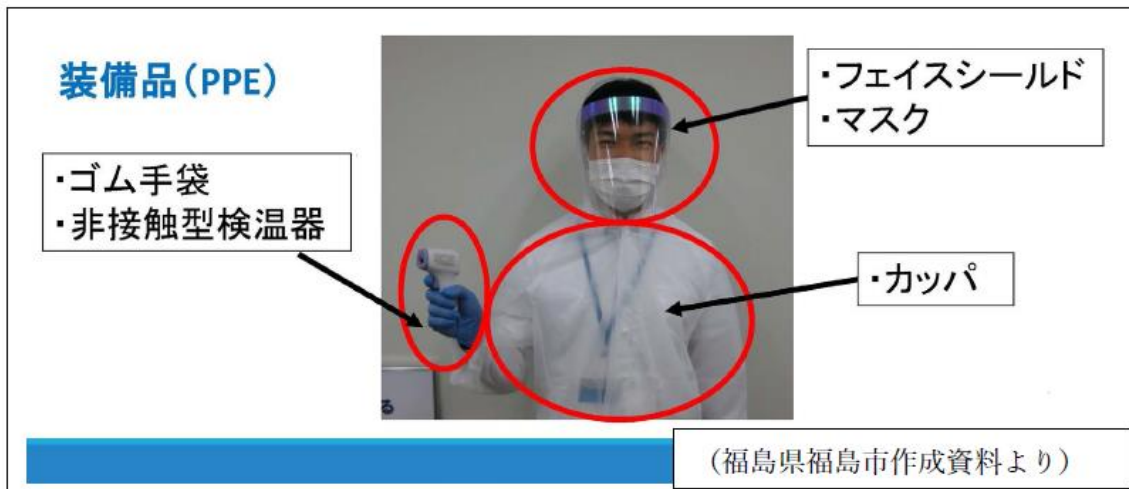 装備品(PPE)
・フェイスシールド
・マスク
・ゴム手袋
・非接触型検温器
・カッパ
(福島県福島市作成資料より)